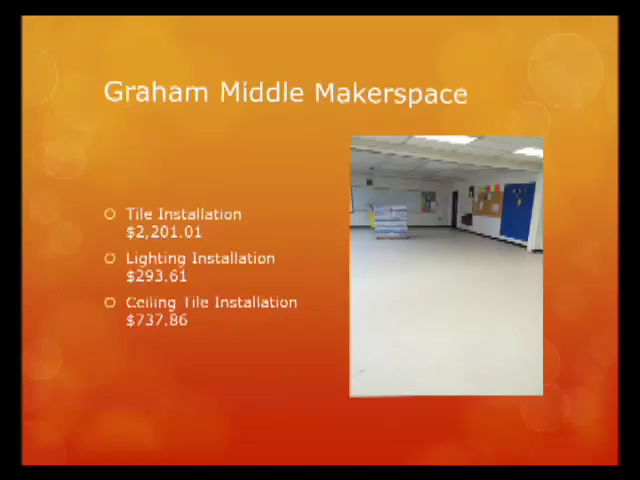 Graham Middle Makerspace
Tile Installation
$2,201.01
Lighting Installation
$293.61
Ceiling Tile Installation
$737.86